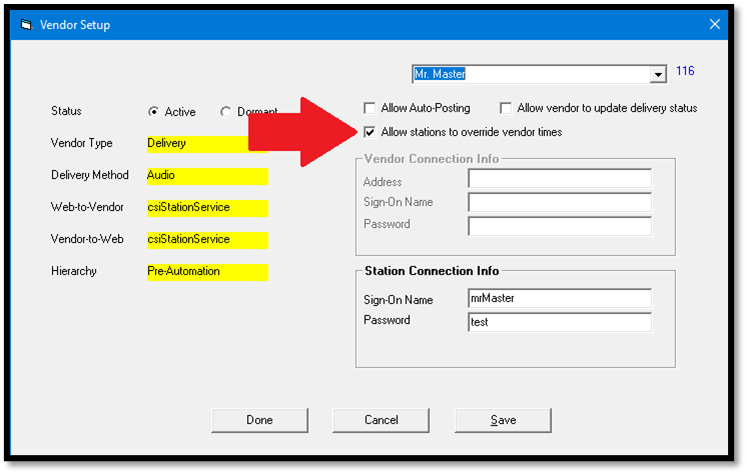 Vendor Setup
Mr. Master 116
Status Active Dormant
Allow Auto-Posting Allow vendor to update delivery status
Allow stations to override vendor times
Vendor Type Delivery
Delivery Method Audio
Web-to-Vendor csiStationService
Vendor-to-Web csiStationService
Hierarchy Pre-Automation
Vendor Connection Info
Address
Sign-On Name
Password
Station Connection Info
Sign-On Name mrMaster
Password test
Done Cancel Save